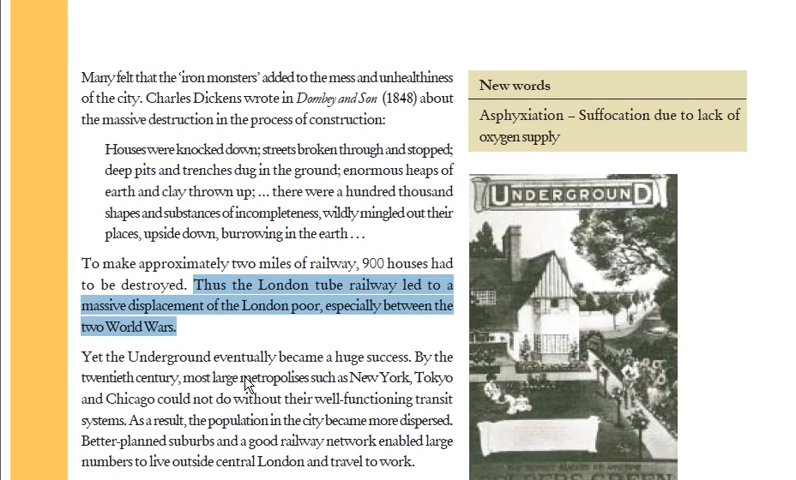 Many felt that the 'iron monsters' added to the mess and unhealthiness
of the city. Charles Dickens wrote in Dombey and Son (1848) about
the massive destruction in the process of construction:
Houses were knocked down; streets broken through and stopped;
deep pits and trenches dug in the ground; enormous heaps of
earth and clay thrown up; … there were a hundred thousand
shapes and substances of incompleteness, wildly mingled out their
places, upside down, burrowing in the earth . . .
To make approximately two miles of railway, 900 houses had
to be destroyed. Thus the London tube railway led to a
massive displacement of the London poor, especially between the
two World Wars.
Yet the Underground eventually became a huge success. By the
twentieth century, most large metropolises such as New York, Tokyo
and Chicago could not do without their well-functioning transit
systems. As a result, the population in the city became more dispersed.
Better-planned suburbs and a good railway network enabled large
numbers to live outside central London and travel to work.
New words
Asphyxiation – Suffocation due to lack of
oxygen supply
UNDERGROUND
GOLDERS GREEN